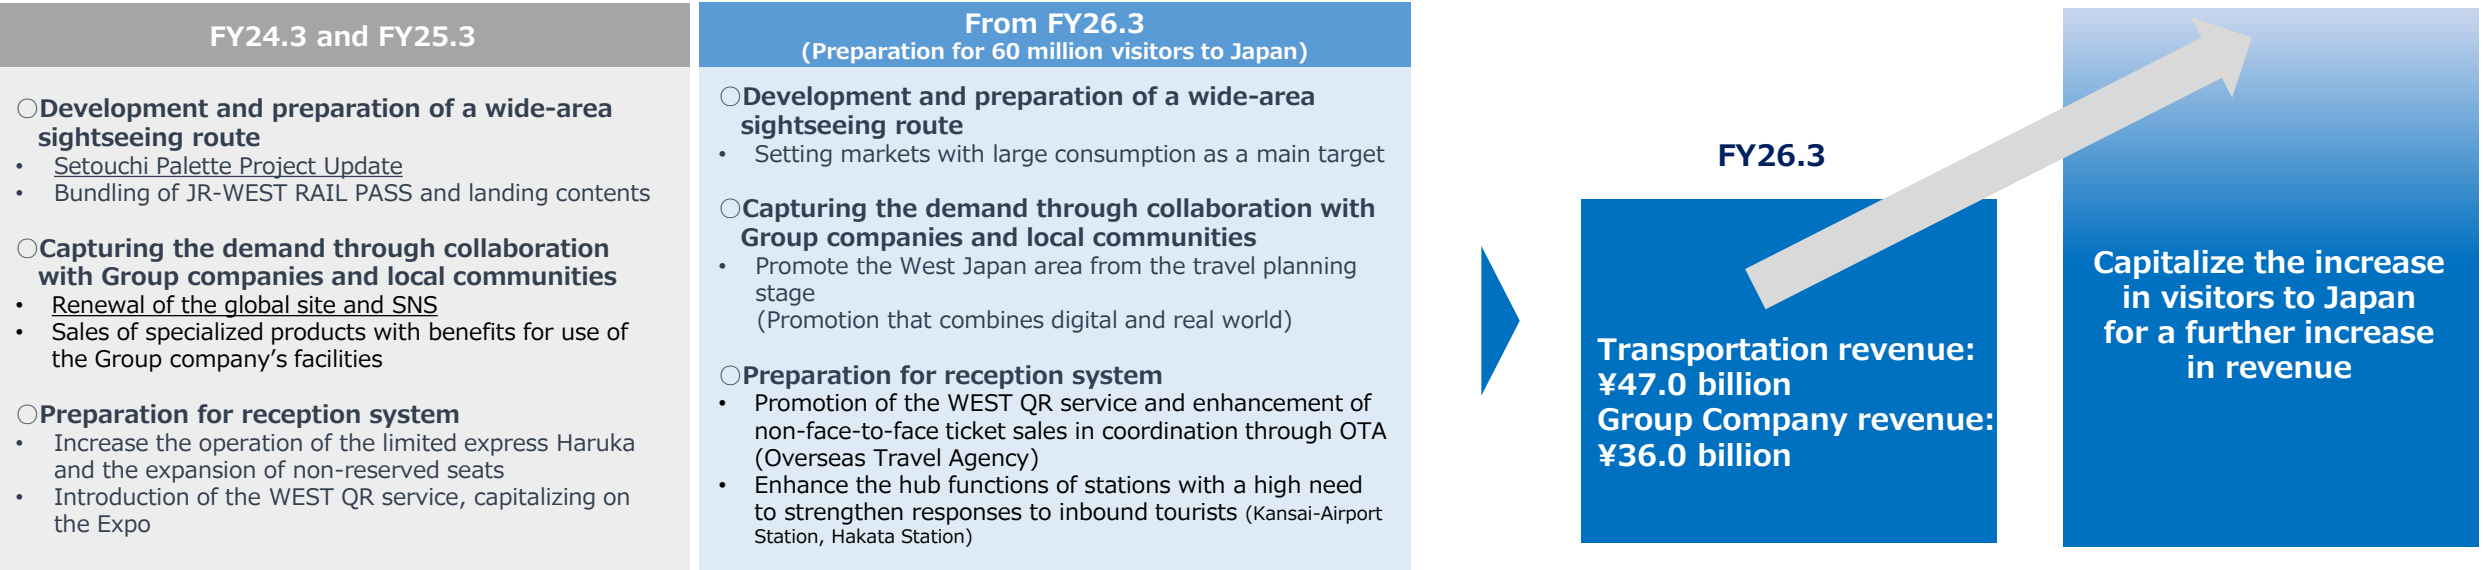 FY24.3 and FY25.3
○Development and preparation of a wide-area
sightseeing route
• Setouchi Palette Project Update
• Bundling of JR-WEST RAIL PASS and landing contents
○Capturing the demand through collaboration
with Group companies and local communities
• Renewal of the global site and SNS
• Sales of specialized products with benefits for use of
the Group company’s facilities
○Preparation for reception system
• Increase the operation of the limited express Haruka
and the expansion of non-reserved seats
• Introduction of the WEST QR service, capitalizing on
the Expo
From FY26.3
(Preparation for 60 million visitors to Japan)
○Development and preparation of a wide-area
sightseeing route
• Setting markets with large consumption as a main target
○Capturing the demand through collaboration with
Group companies and local communities
• Promote the West Japan area from the travel planning
stage
(Promotion that combines digital and real world)
○Preparation for reception system
• Promotion of the WEST QR service and enhancement of
non-face-to-face ticket sales in coordination through OTA
(Overseas Travel Agency)
• Enhance the hub functions of stations with a high need
to strengthen responses to inbound tourists (Kansai-Airport
Station, Hakata Station)
FY26.3
Transportation revenue:
¥47.0 billion
Group Company revenue:
¥36.0 billion
Capitalize the increase
in visitors to Japan
for a further increase
in revenue